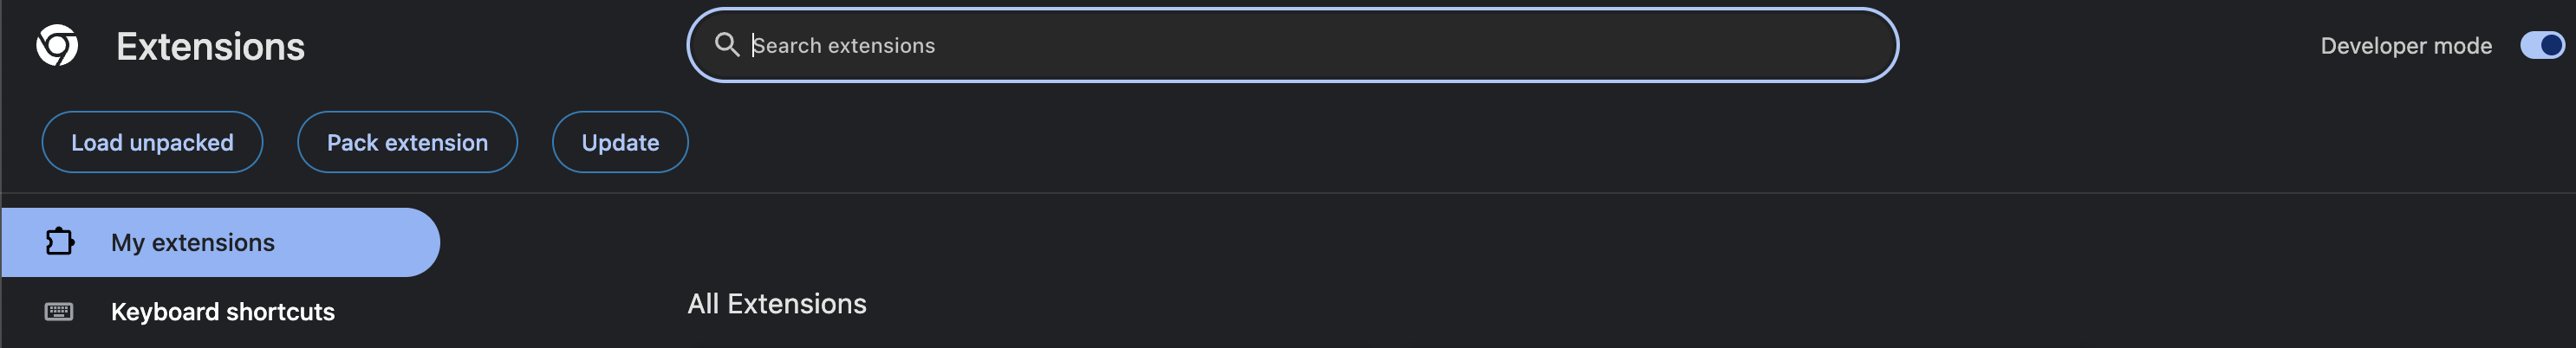 Extensions
Search extensions
Developer mode
Load unpacked
Pack extension
Update
My extensions
Keyboard shortcuts
All Extensions